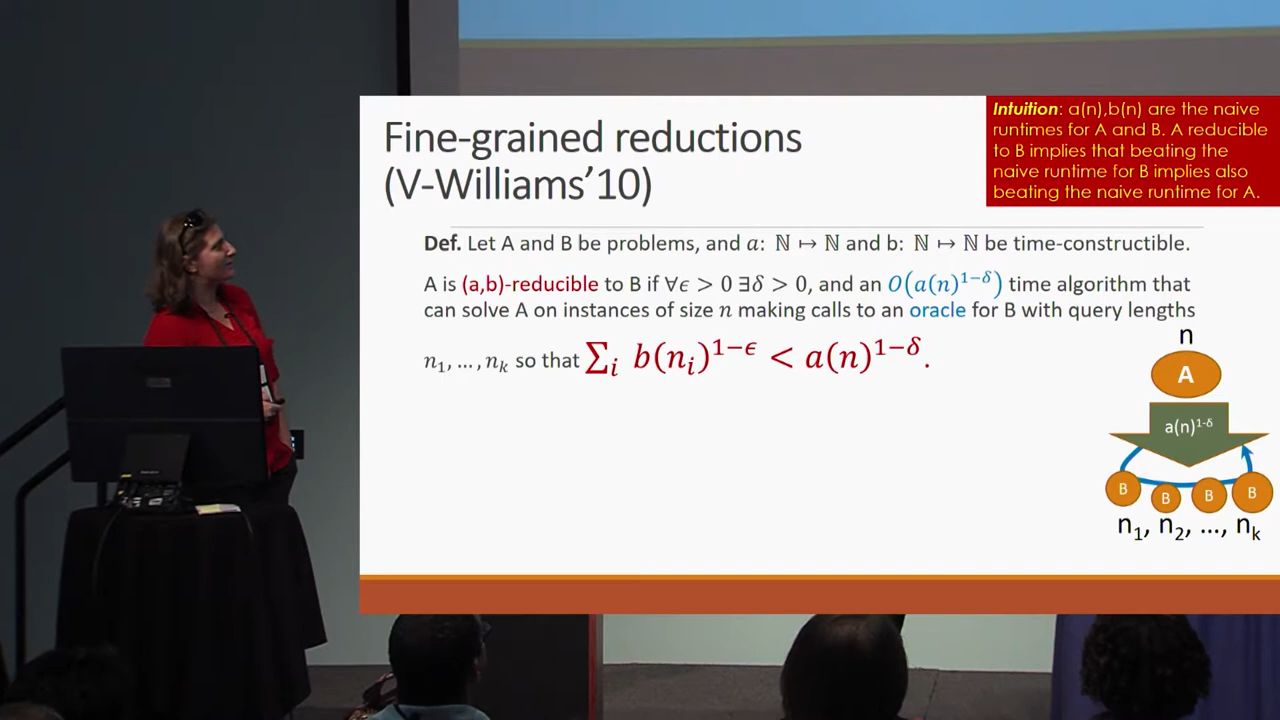 Fine-grained reductions
(V-Williams’10)
Intuition: a(n),b(n) are the naive
runtimes for A and B. A reducible
to B implies that beating the
naive runtime for B implies also
beating the naive runtime for A.
Def. Let A and B be problems, and a: ℕ ↦ ℕ and b: ℕ ↦ ℕ be time-constructible.
A is (a,b)-reducible to B if ∀ϵ > 0 ∃δ > 0, and an O(a(n)^{1−δ}) time algorithm that
can solve A on instances of size n making calls to an oracle for B with query lengths
n₁, …, nₖ so that ∑ᵢ b(nᵢ)^{1−ϵ} < a(n)^{1−δ}.
n
A
a(n)^{1-δ}
B B B B
n₁, n₂, …, nₖ